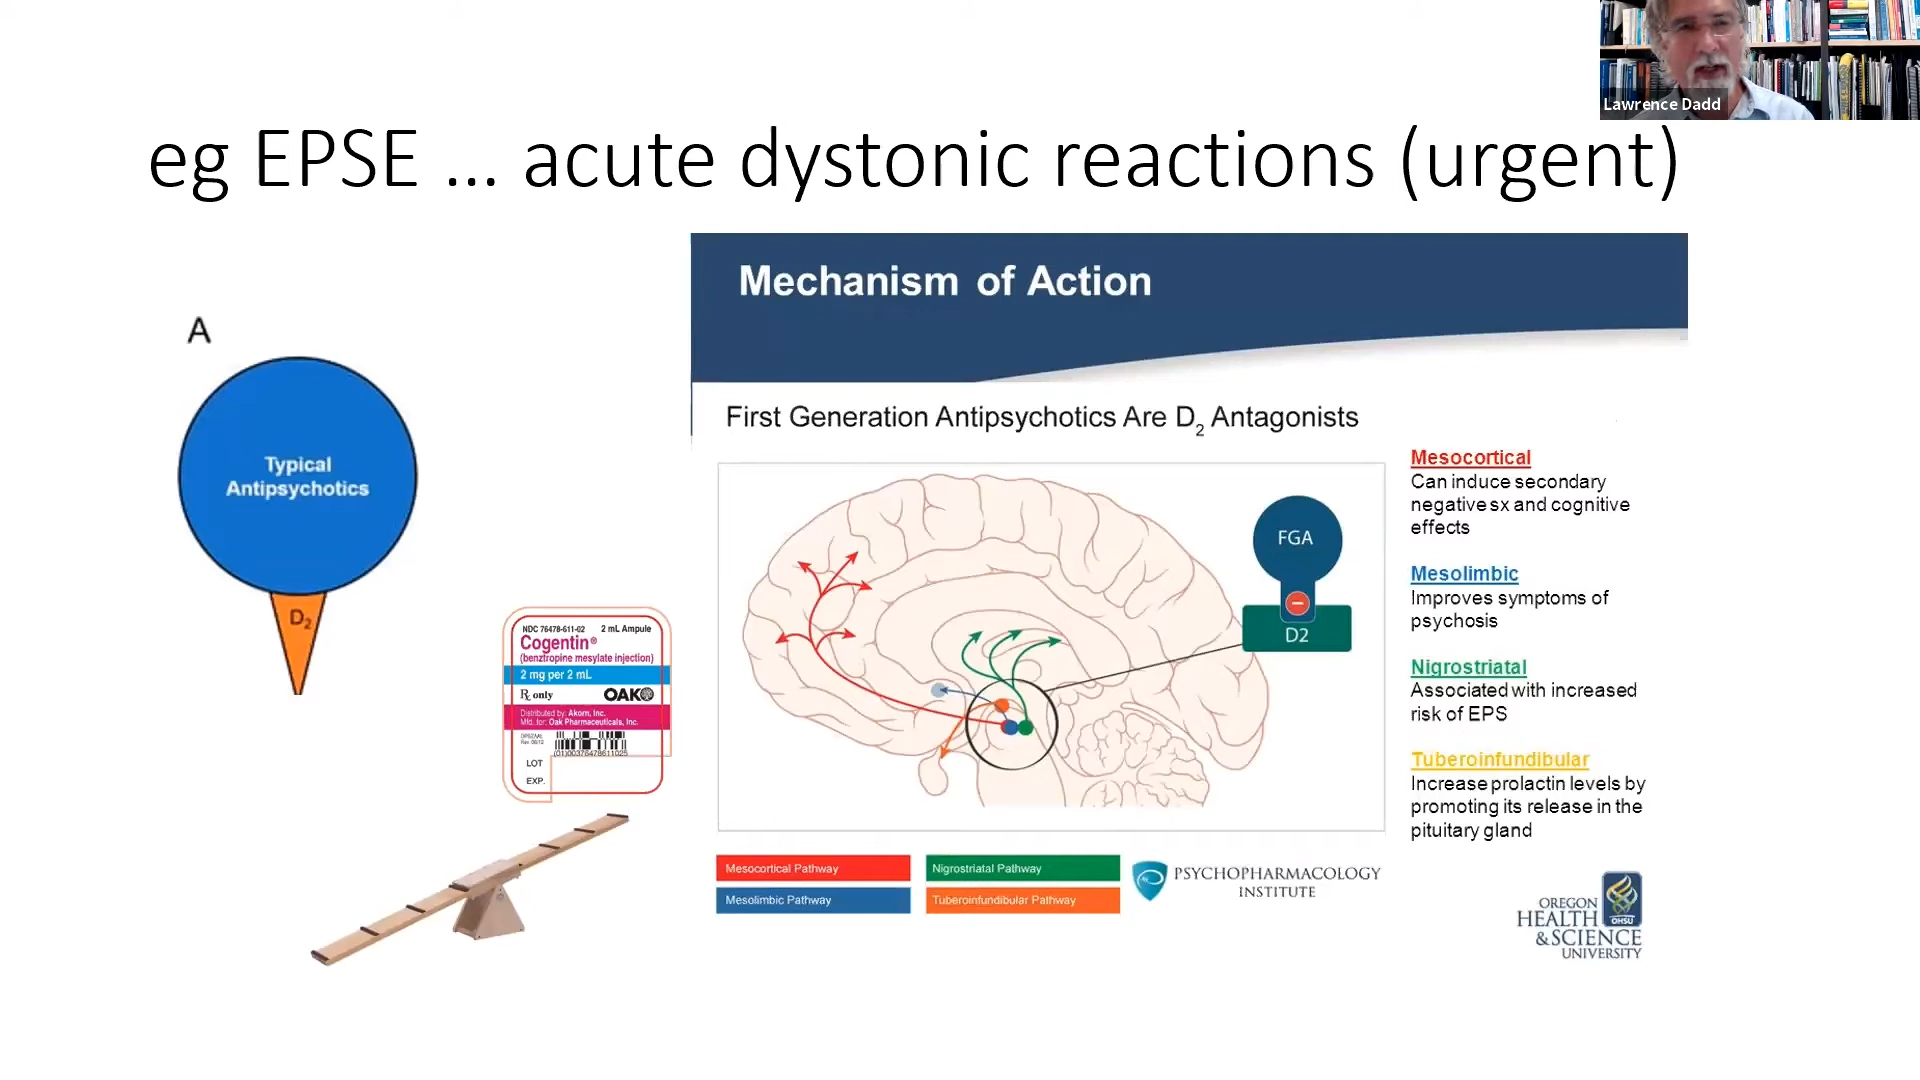 Lawrence Dadd
eg EPSE ... acute dystonic reactions (urgent)
Mechanism of Action
A
First Generation Antipsychotics Are D2 Antagonists
Typical
Antipsychotics
D2
FGA
D2
Mesocortical
Can induce secondary
negative sx and cognitive
effects
Mesolimbic
Improves symptoms of
psychosis
Nigrostriatal
Associated with increased
risk of EPS
Tuberoinfundibular
Increase prolactin levels by
promoting its release in the
pituitary gland
NDC 76478-611-02 2 mL Ampule
Cogentin®
(benztropine mesylate injection)
2 mg per 2 mL
Rx only OAK
Distributed by: Akorn, Inc.
Mfd. for: Oak Pharmaceuticals, Inc.
(01)00376478611025
LOT
EXP.
Mesocortical Pathway
Nigrostriatal Pathway
Mesolimbic Pathway
Tuberoinfundibular Pathway
PSYCHOPHARMACOLOGY
INSTITUTE
OREGON
HEALTH
OHSU
&SCIENCE
UNIVERSITY